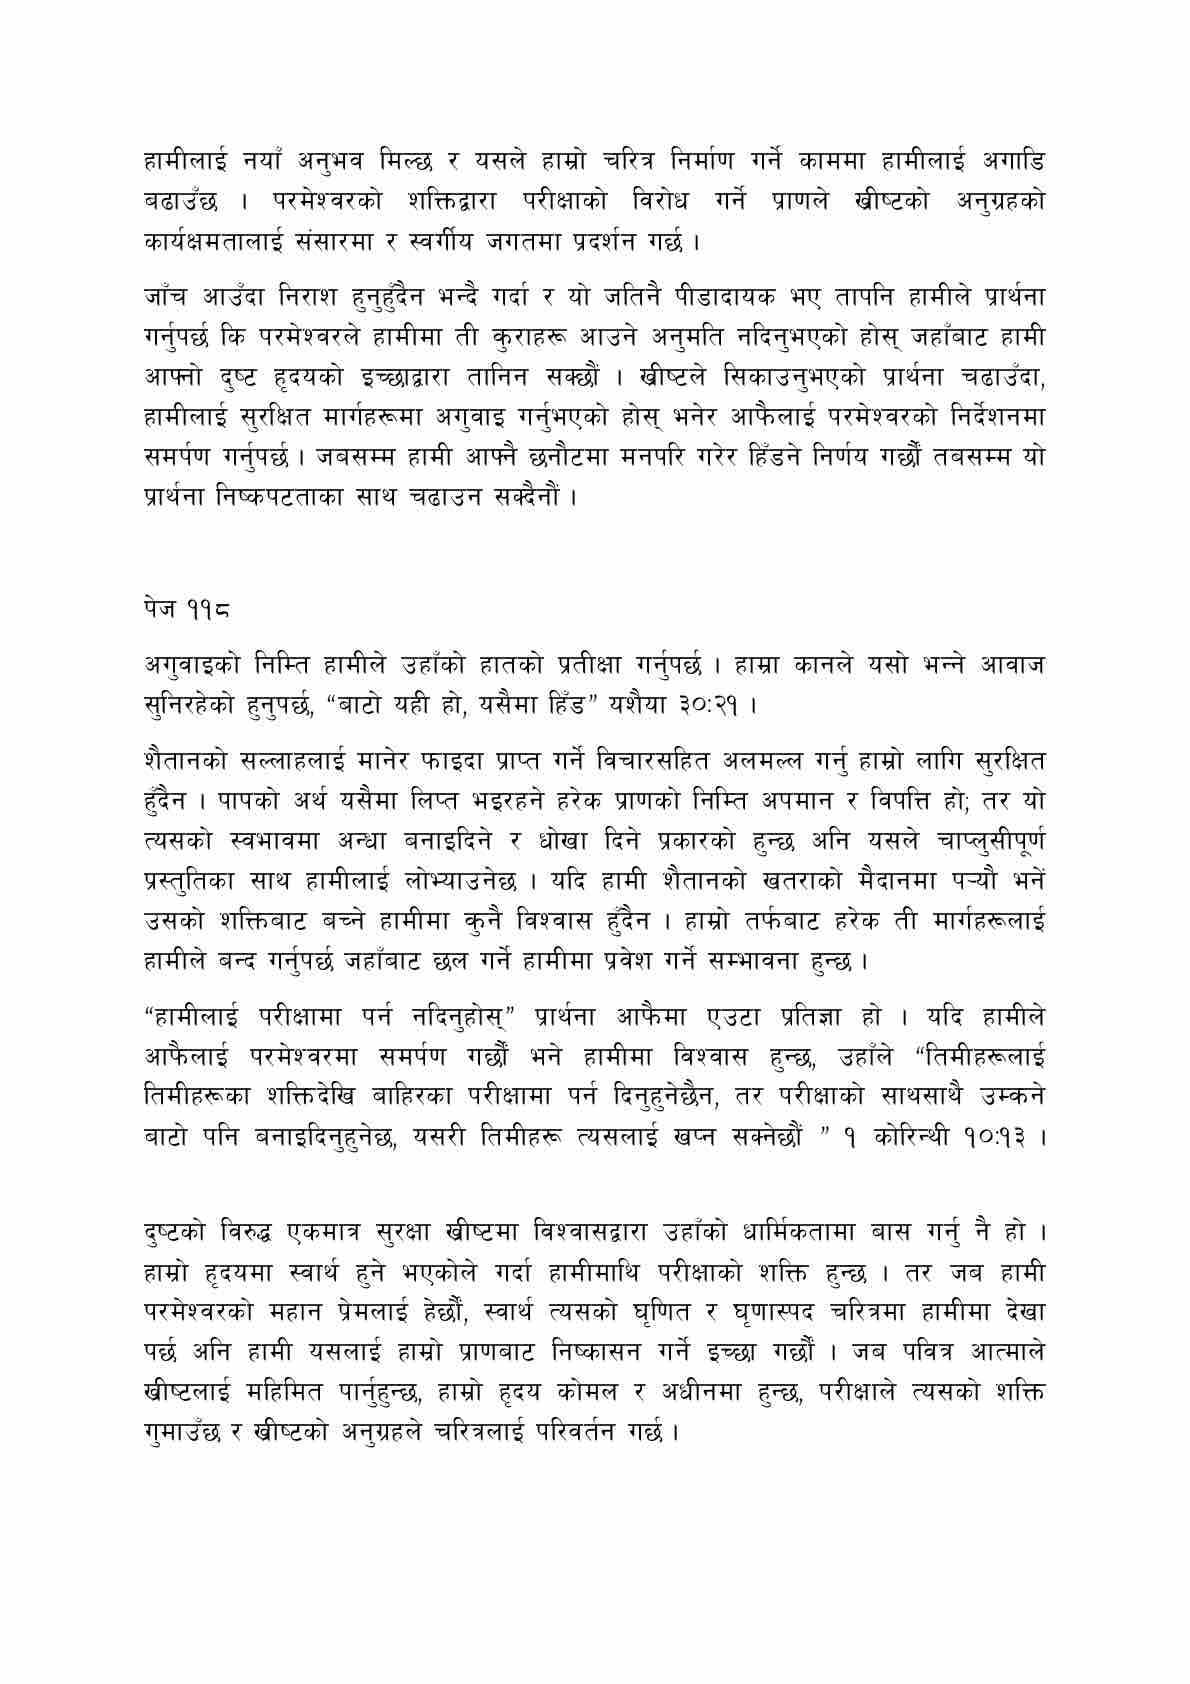 हामीलाई नयाँ अनुभव मिल्छ र यसले हाम्रो चरित्र निर्माण गर्ने काममा हामीलाई अगाडि
बढाउँछ । परमेश्वरको शक्तिद्वारा परीक्षाको विरोध गर्ने प्राणले ख्रीष्टको अनुग्रहको
कार्यक्षमतालाई संसारमा र स्वर्गीय जगतमा प्रदर्शन गर्छ ।
जाँच आउँदा निराश हुनुहुँदैन भन्दै गर्दा र यो जतिनै पीडादायक भए तापनि हामीले प्रार्थना
गर्नुपर्छ कि परमेश्वरले हामीमा ती कुराहरू आउने अनुमति नदिनुभएको होस् जहाँबाट हामी
आफ्नो दुष्ट हृदयको इच्छाद्वारा तानिन सक्छौं । ख्रीष्टले सिकाउनुभएको प्रार्थना चढाउँदा,
हामीलाई सुरक्षित मार्गहरूमा अगुवाइ गर्नुभएको होस् भनेर आफैलाई परमेश्वरको निर्देशनमा
समर्पण गर्नुपर्छ । जबसम्म हामी आफ्नै छनौटमा मनपरि गरेर हिँडने निर्णय गर्छौं तबसम्म यो
प्रार्थना निष्कपटताका साथ चढाउन सक्दैनौं ।
पेज ११८
अगुवाइको निम्ति हामीले उहाँको हातको प्रतीक्षा गर्नुपर्छ । हाम्रा कानले यसो भन्ने आवाज
सुनिरहेको हुनुपर्छ, “बाटो यही हो, यसैमा हिँड” यशैया ३०:२१ ।
शैतानको सल्लाहलाई मानेर फाइदा प्राप्त गर्ने विचारसहित अलमल्ल गर्नु हाम्रो लागि सुरक्षित
हुँदैन । पापको अर्थ यसैमा लिप्त भइरहने हरेक प्राणको निम्ति अपमान र विपत्ति हो; तर यो
त्यसको स्वभावमा अन्धा बनाइदिने र धोखा दिने प्रकारको हुन्छ अनि यसले चाप्लुसीपूर्ण
प्रस्तुतिका साथ हामीलाई लोभ्याउनेछ । यदि हामी शैतानको खतराको मैदानमा पऱ्यौ भनें
उसको शक्तिबाट बच्ने हामीमा कुनै विश्वास हुँदैन । हाम्रो तर्फबाट हरेक ती मार्गहरूलाई
हामीले बन्द गर्नुपर्छ जहाँबाट छल गर्ने हामीमा प्रवेश गर्ने सम्भावना हुन्छ ।
“हामीलाई परीक्षामा पर्न नदिनुहोस्” प्रार्थना आफैमा एउटा प्रतिज्ञा हो । यदि हामीले
आफैलाई परमेश्वरमा समर्पण गर्छौं भने हामीमा विश्वास हुन्छ, उहाँले “तिमीहरूलाई
तिमीहरूका शक्तिदेखि बाहिरका परीक्षामा पर्न दिनुहुनेछैन, तर परीक्षाको साथसाथै उम्कने
बाटो पनि बनाइदिनुहुनेछ, यसरी तिमीहरू त्यसलाई खप्न सक्नेछौं ” १ कोरिन्थी १०:१३ ।
दुष्टको विरुद्ध एकमात्र सुरक्षा ख्रीष्टमा विश्वासद्वारा उहाँको धार्मिकतामा बास गर्नु नै हो ।
हाम्रो हृदयमा स्वार्थ हुने भएकोले गर्दा हामीमाथि परीक्षाको शक्ति हुन्छ । तर जब हामी
परमेश्वरको महान प्रेमलाई हेर्छौं, स्वार्थ त्यसको घृणित र घृणास्पद चरित्रमा हामीमा देखा
पर्छ अनि हामी यसलाई हाम्रो प्राणबाट निष्कासन गर्ने इच्छा गर्छौं । जब पवित्र आत्माले
ख्रीष्टलाई महिमित पार्नुहुन्छ, हाम्रो हृदय कोमल र अधीनमा हुन्छ, परीक्षाले त्यसको शक्ति
गुमाउँछ र ख्रीष्टको अनुग्रहले चरित्रलाई परिवर्तन गर्छ ।